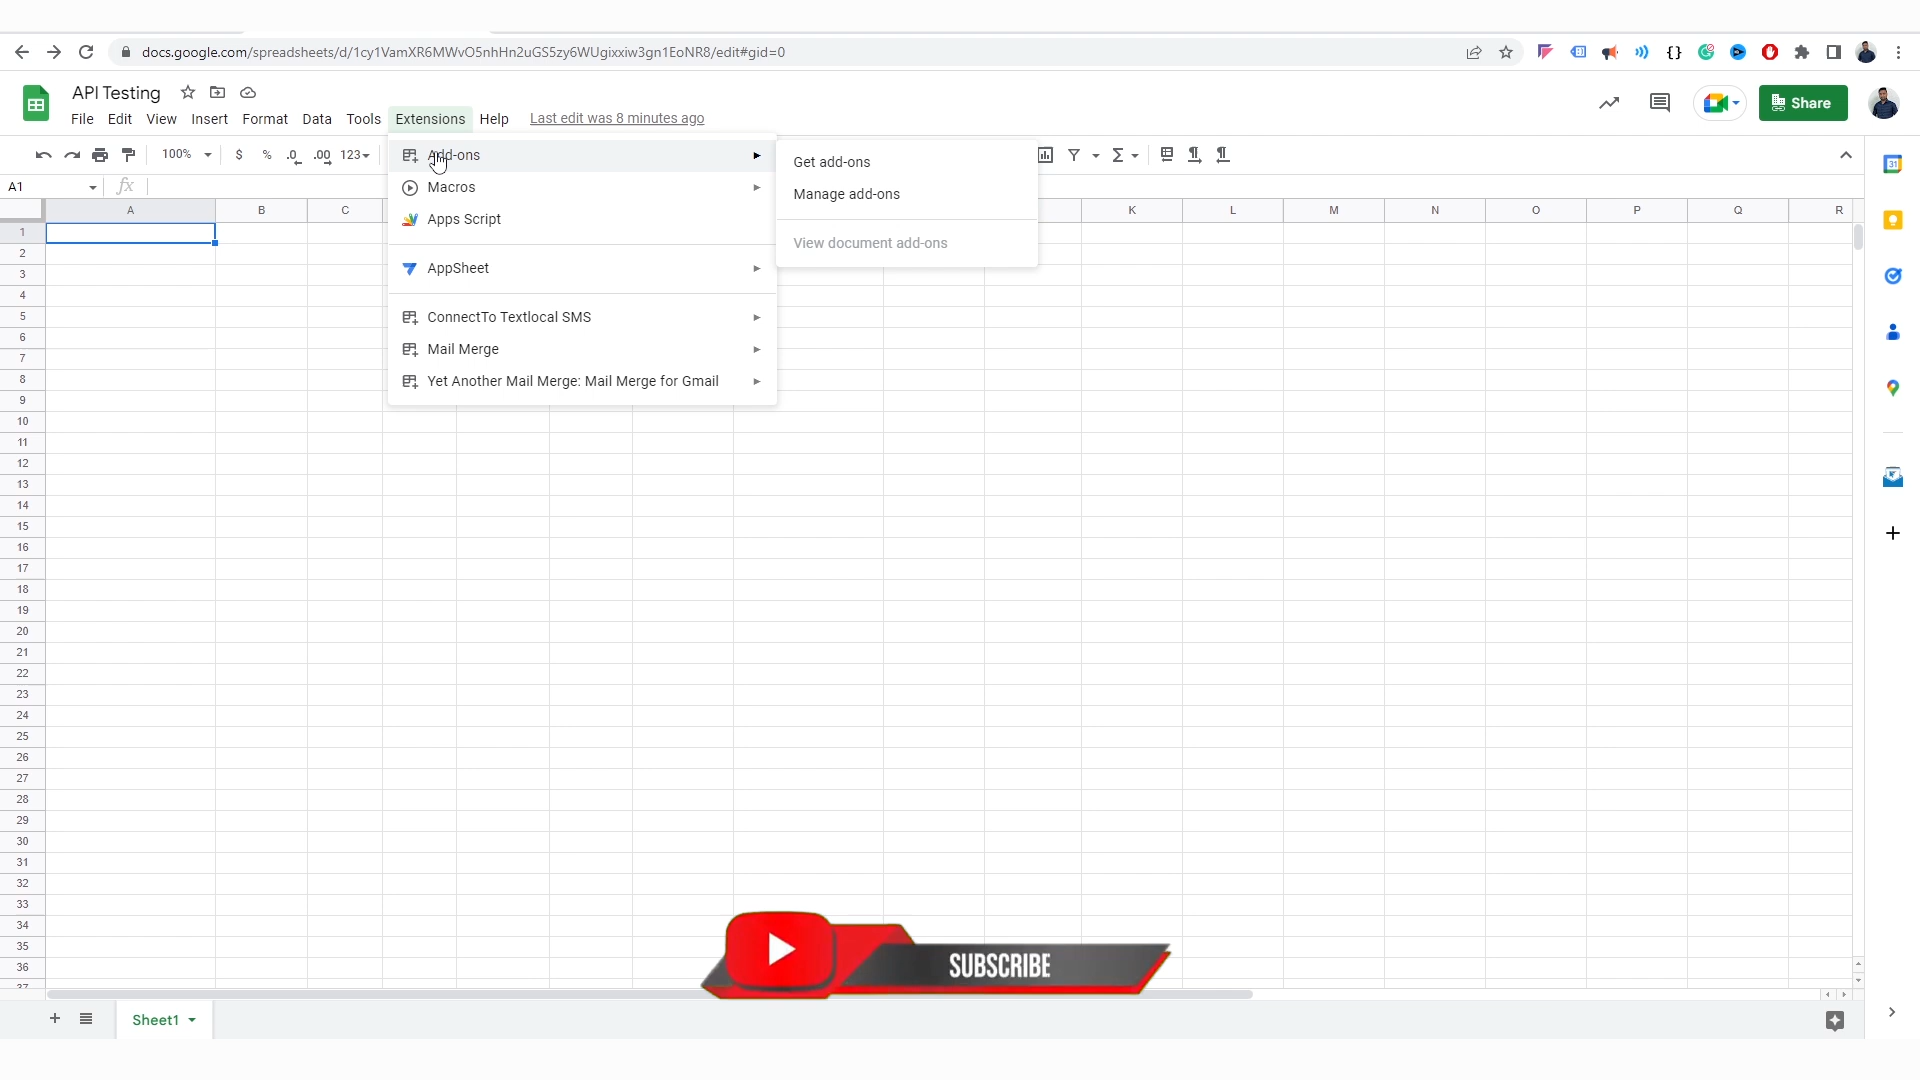 docs.google.com/spreadsheets/d/1cy1VamXR6MWvO5nhHn2uGS5zy6WUgixxiw3gn1EoNR8/edit#gid=0
API Testing
File Edit View Insert Format Data Tools Extensions Help Last edit was 8 minutes ago
Share
100% $ % .0 .00 123
Add-ons
Macros
Apps Script
AppSheet
ConnectTo Textlocal SMS
Mail Merge
Yet Another Mail Merge: Mail Merge for Gmail
Get add-ons
Manage add-ons
View document add-ons
A1 fx
A B C K L M N O P Q R
1
2
3
4
5
6
7
8
9
10
11
12
13
14
15
16
17
18
19
20
21
22
23
24
25
26
27
28
29
30
31
32
33
34
35
36
37
SUBSCRIBE
Sheet1
31